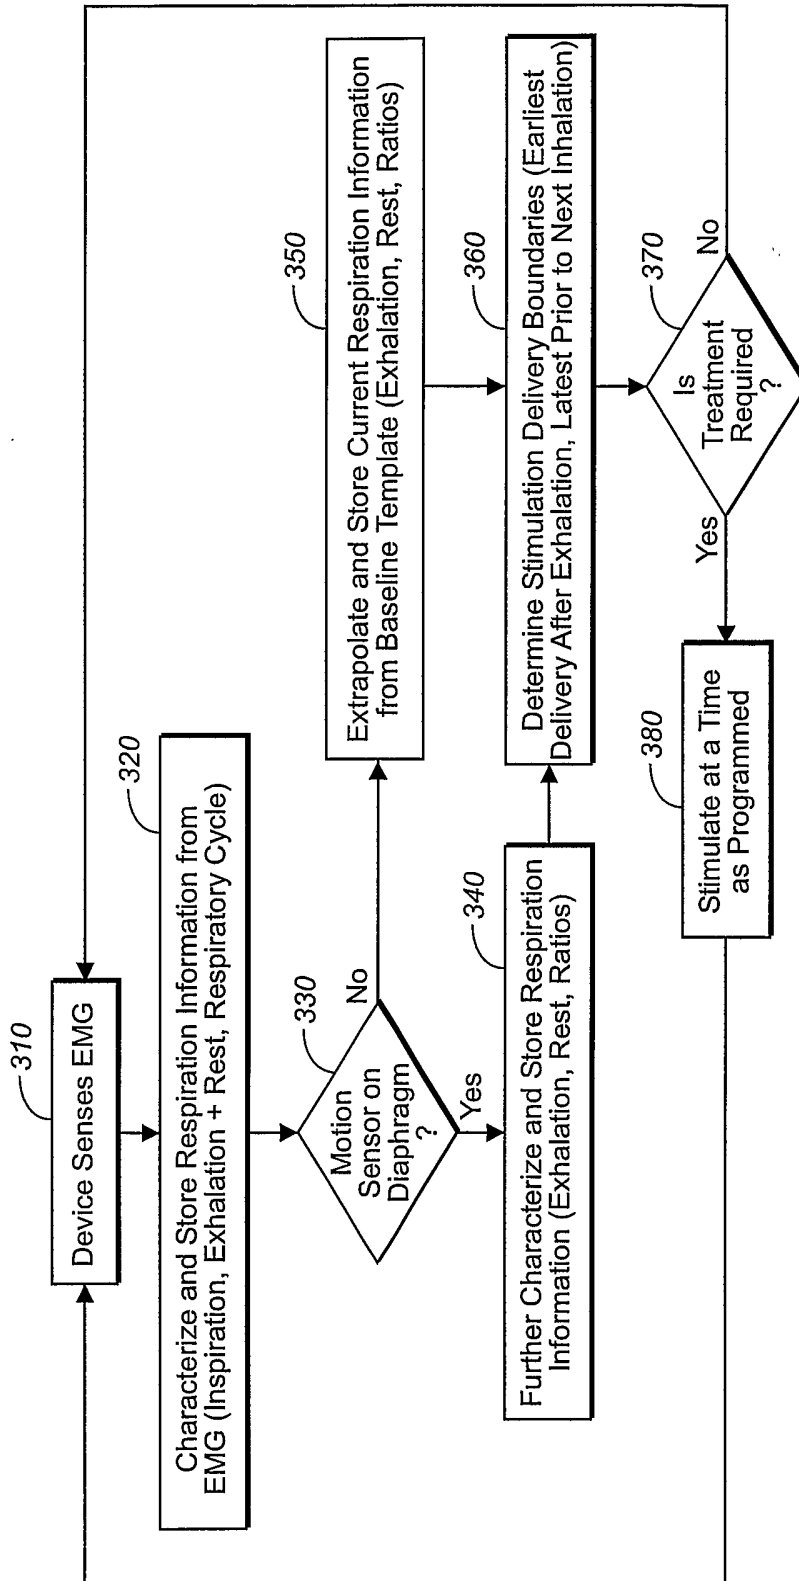 310
Device Senses EMG
320
Characterize and Store Respiration Information from
EMG (Inspiration, Exhalation + Rest, Respiratory Cycle)
330
Motion
Sensor on
Diaphragm
?
No
Yes
340
Further Characterize and Store Respiration
Information (Exhalation, Rest, Ratios)
350
Extrapolate and Store Current Respiration Information
from Baseline Template (Exhalation, Rest, Ratios)
360
Determine Stimulation Delivery Boundaries (Earliest
Delivery After Exhalation, Latest Prior to Next Inhalation)
370
Is
Treatment
Required
?
No
Yes
380
Stimulate at a Time
as Programmed